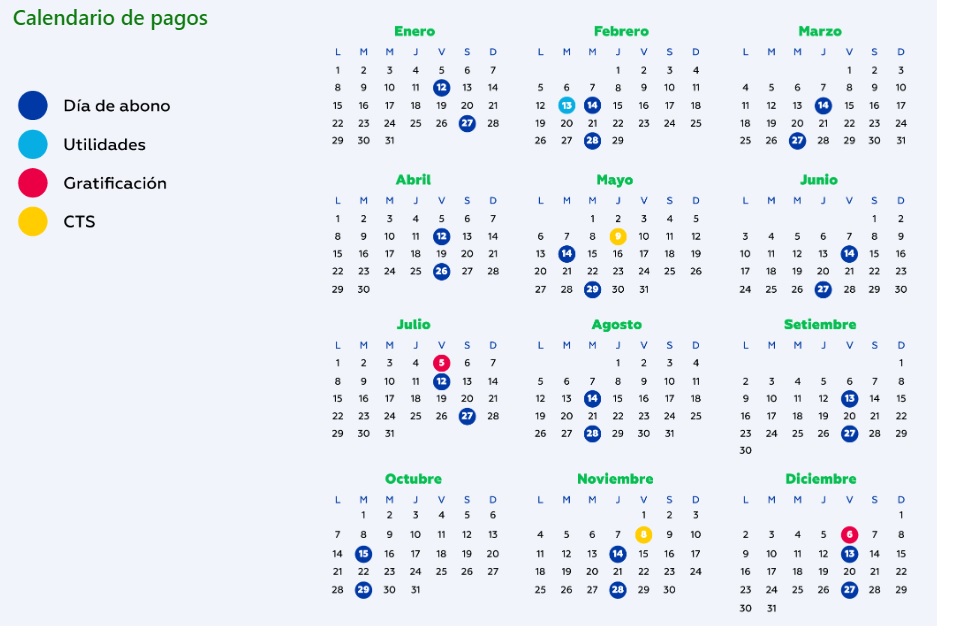 Calendario de pagos
Día de abono
Utilidades
Gratificación
CTS
Enero
L M M J V S D
1 2 3 4 5 6 7
8 9 10 11 12 13 14
15 16 17 18 19 20 21
22 23 24 25 26 27 28
29 30 31
Febrero
L M M J V S D
1 2 3 4
5 6 7 8 9 10 11
12 13 14 15 16 17 18
19 20 21 22 23 24 25
26 27 28 29
Marzo
L M M J V S D
1 2 3
4 5 6 7 8 9 10
11 12 13 14 15 16 17
18 19 20 21 22 23 24
25 26 27 28 29 30 31
Abril
L M M J V S D
1 2 3 4 5 6 7
8 9 10 11 12 13 14
15 16 17 18 19 20 21
22 23 24 25 26 27 28
29 30
Mayo
L M M J V S D
1 2 3 4 5
6 7 8 9 10 11 12
13 14 15 16 17 18 19
20 21 22 23 24 25 26
27 28 29 30 31
Junio
L M M J V S D
1 2
3 4 5 6 7 8 9
10 11 12 13 14 15 16
17 18 19 20 21 22 23
24 25 26 27 28 29 30
Julio
L M M J V S D
1 2 3 4 5 6 7
8 9 10 11 12 13 14
15 16 17 18 19 20 21
22 23 24 25 26 27 28
29 30 31
Agosto
L M M J V S D
1 2 3 4
5 6 7 8 9 10 11
12 13 14 15 16 17 18
19 20 21 22 23 24 25
26 27 28 29 30 31
Setiembre
L M M J V S D
1
2 3 4 5 6 7 8
9 10 11 12 13 14 15
16 17 18 19 20 21 22
23 24 25 26 27 28 29
30
Octubre
L M M J V S D
1 2 3 4 5 6
7 8 9 10 11 12 13
14 15 16 17 18 19 20
21 22 23 24 25 26 27
28 29 30 31
Noviembre
L M M J V S D
1 2 3
4 5 6 7 8 9 10
11 12 13 14 15 16 17
18 19 20 21 22 23 24
25 26 27 28 29 30
Diciembre
L M M J V S D
1
2 3 4 5 6 7 8
9 10 11 12 13 14 15
16 17 18 19 20 21 22
23 24 25 26 27 28 29
30 31